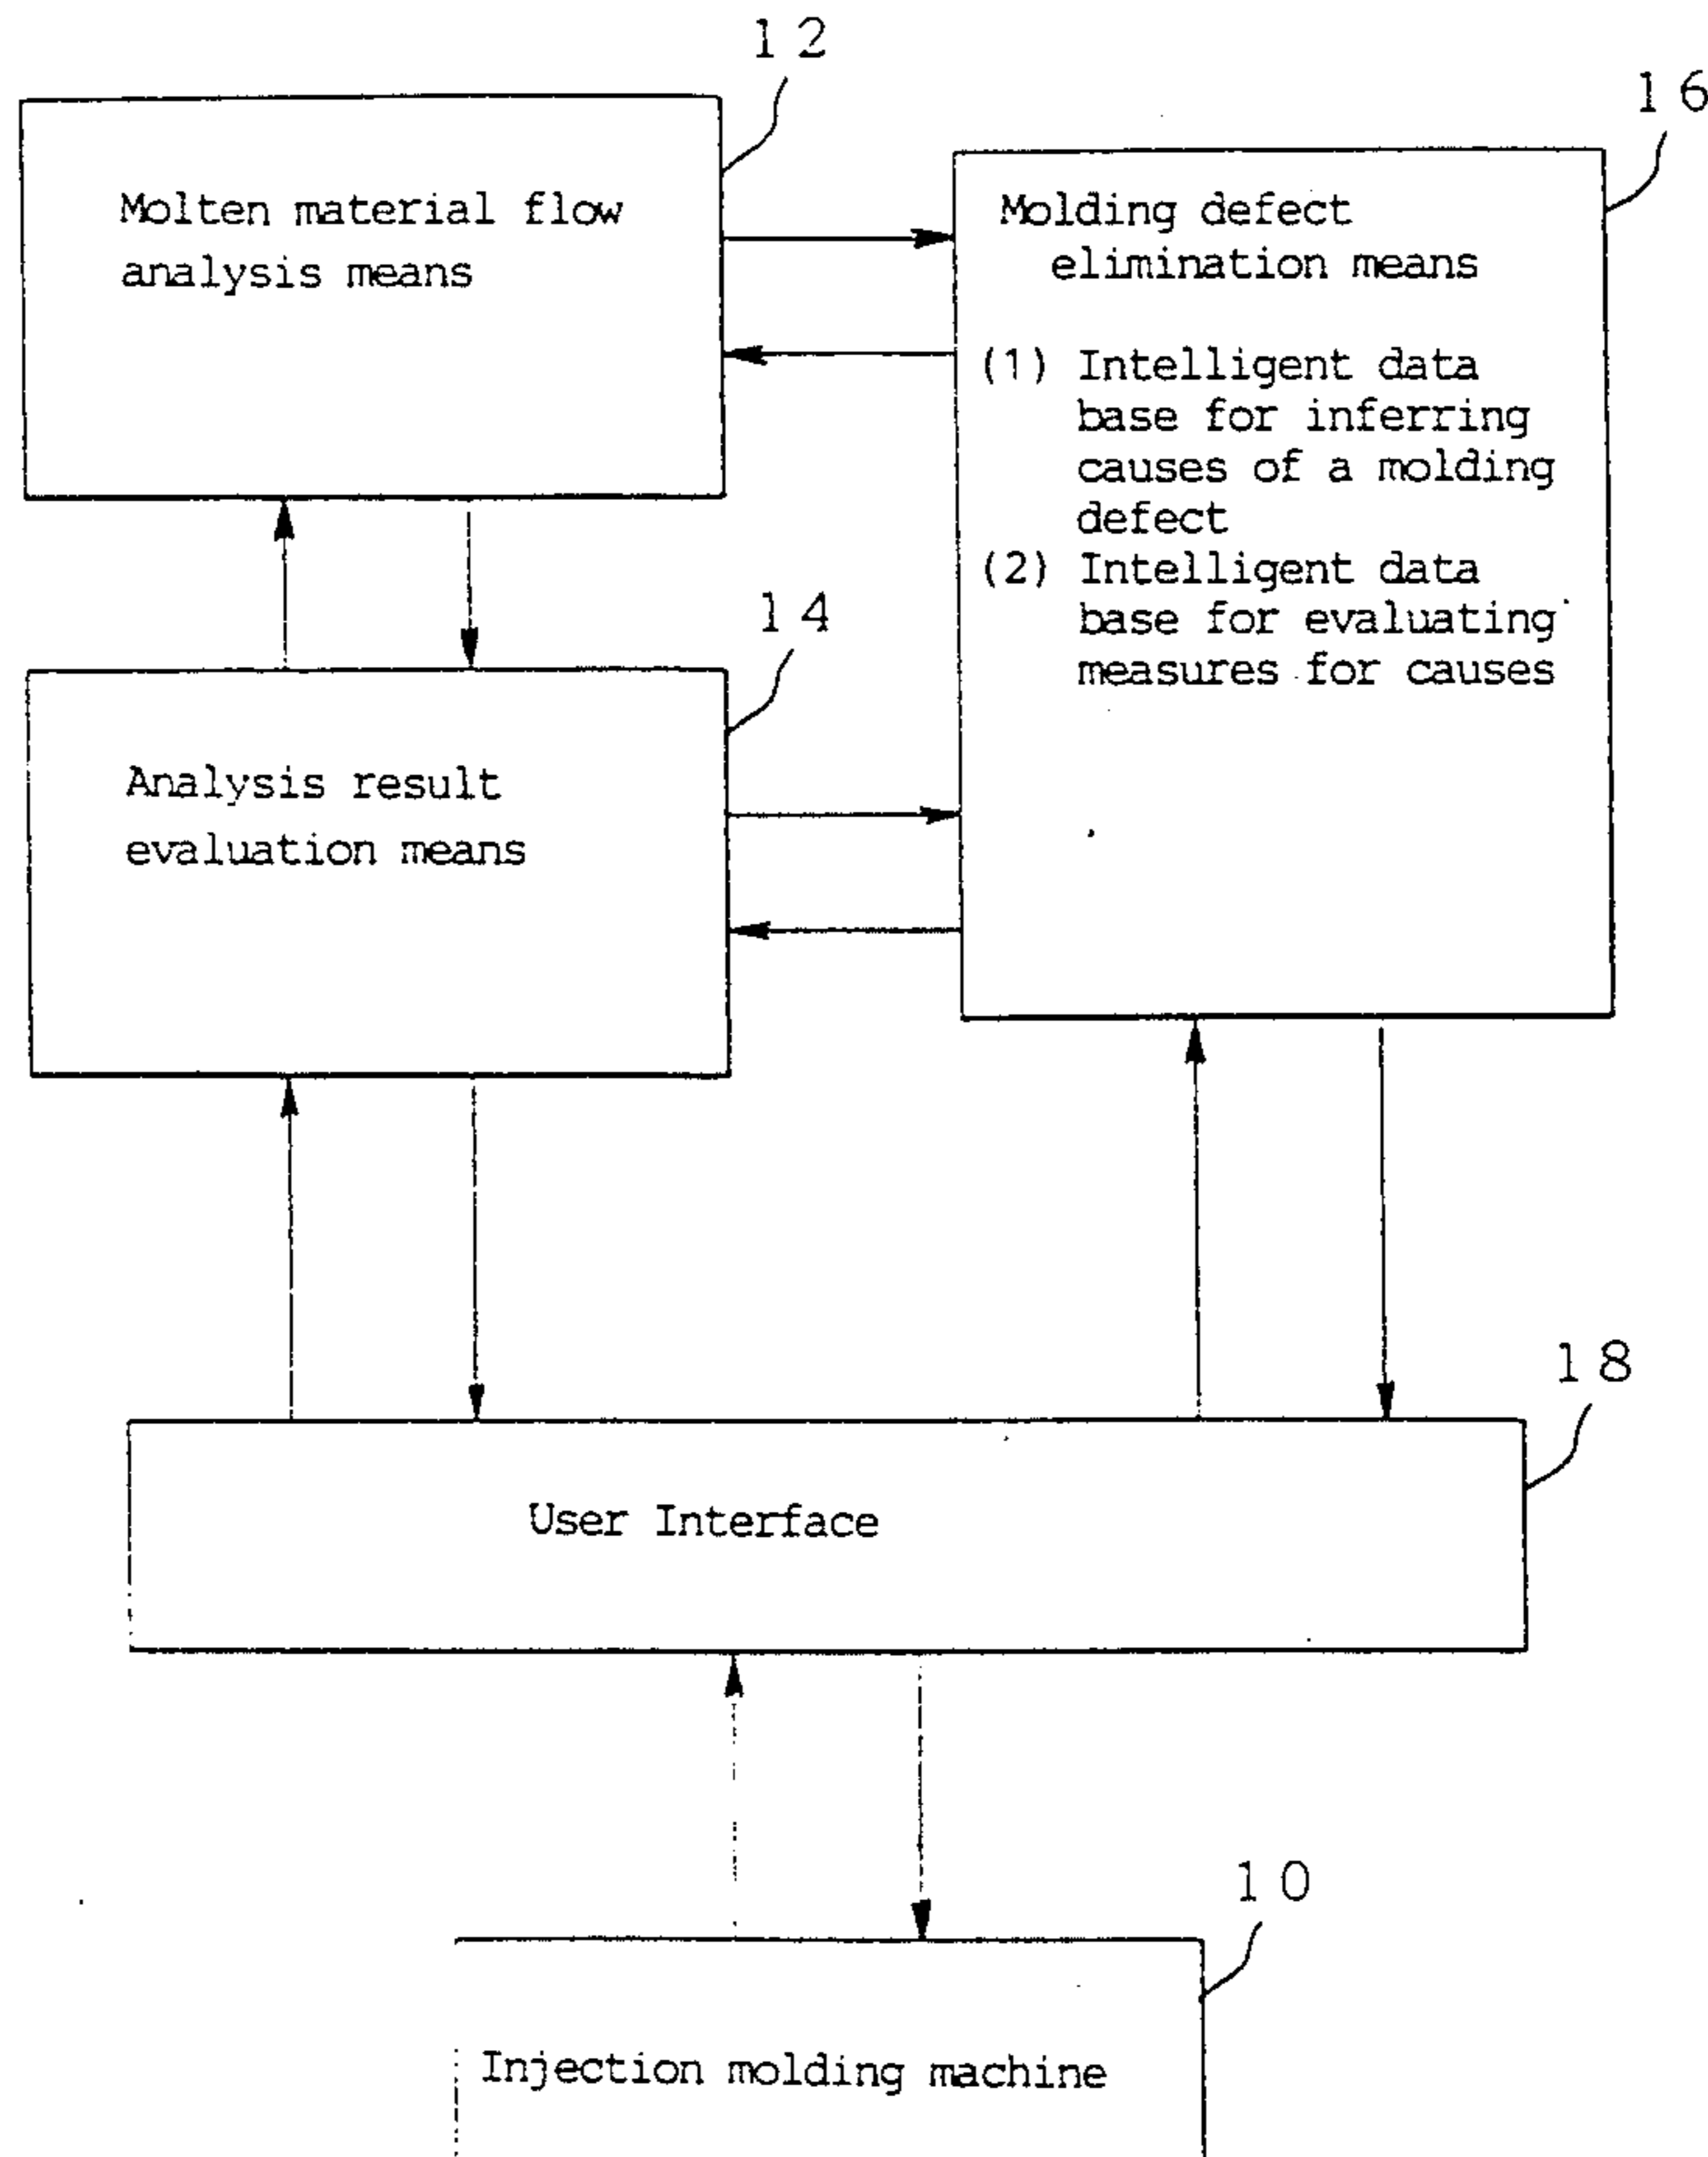 12
Molten material flow
analysis means
16
Molding defect
elimination means
(1) Intelligent data
base for inferring
causes of a molding
defect
(2) Intelligent data
base for evaluating
measures for causes
14
Analysis result
evaluation means
18
User Interface
10
Injection molding machine